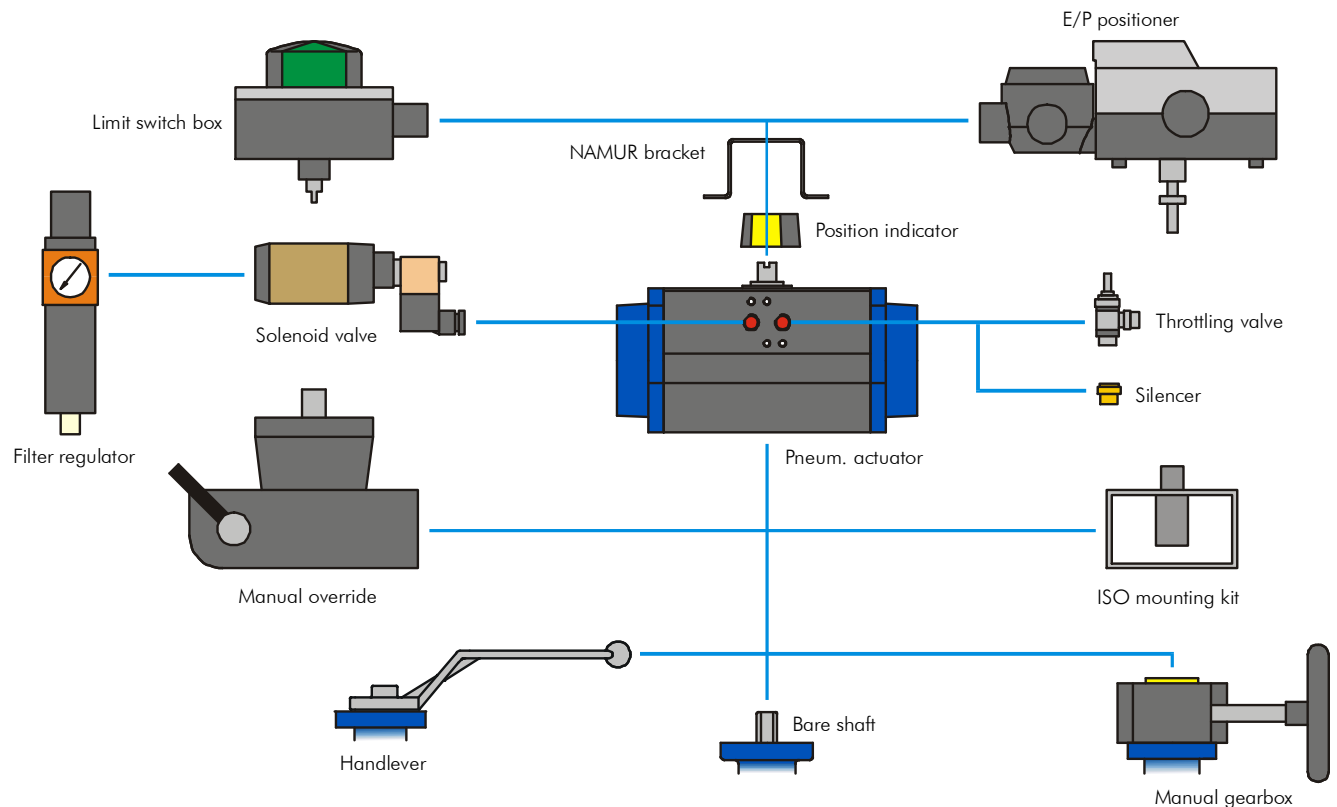 E/P positioner
Limit switch box
NAMUR bracket
Position indicator
Solenoid valve
Throttling valve
Silencer
Filter regulator
Pneum. actuator
Manual override
ISO mounting kit
Bare shaft
Handlever
Manual gearbox